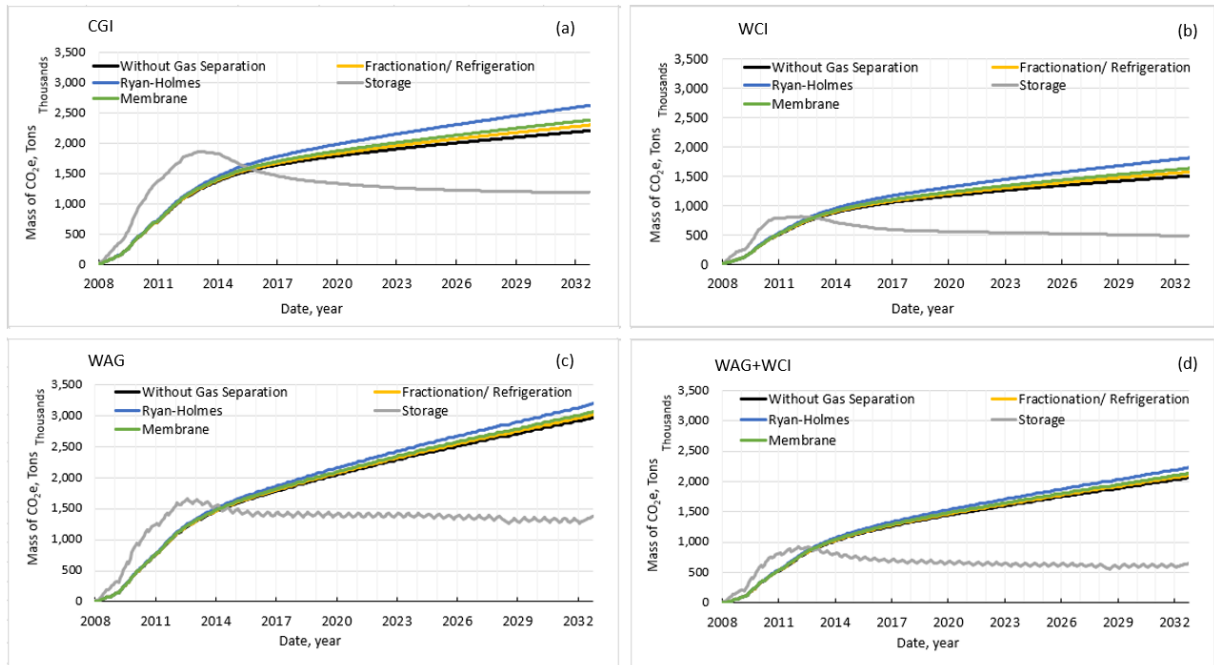 CGI
(a)
Mass of CO₂e, Tons
Thousands
3,500
3,000
2,500
2,000
1,500
1,000
500
0
Without Gas Separation
Fractionation/ Refrigeration
Ryan-Holmes
Storage
Membrane
2008 2011 2014 2017 2020 2023 2026 2029 2032
Date, year
WCI
(b)
Mass of CO₂e, Tons
Thousands
3,500
3,000
2,500
2,000
1,500
1,000
500
0
Without Gas Separation
Fractionation/ Refrigeration
Ryan-Holmes
Storage
Membrane
2008 2011 2014 2017 2020 2023 2026 2029 2032
Date, year
WAG
(c)
Mass of CO₂e, Tons
Thousands
3,500
3,000
2,500
2,000
1,500
1,000
500
0
Without Gas Separation
Fractionation/ Refrigeration
Ryan-Holmes
Storage
Membrane
2008 2011 2014 2017 2020 2023 2026 2029 2032
Date, year
WAG+WCI
(d)
Mass of CO₂e, Tons
Thousands
3,500
3,000
2,500
2,000
1,500
1,000
500
0
Without Gas Separation
Fractionation/ Refrigeration
Ryan-Holmes
Storage
Membrane
2008 2011 2014 2017 2020 2023 2026 2029 2032
Date, year